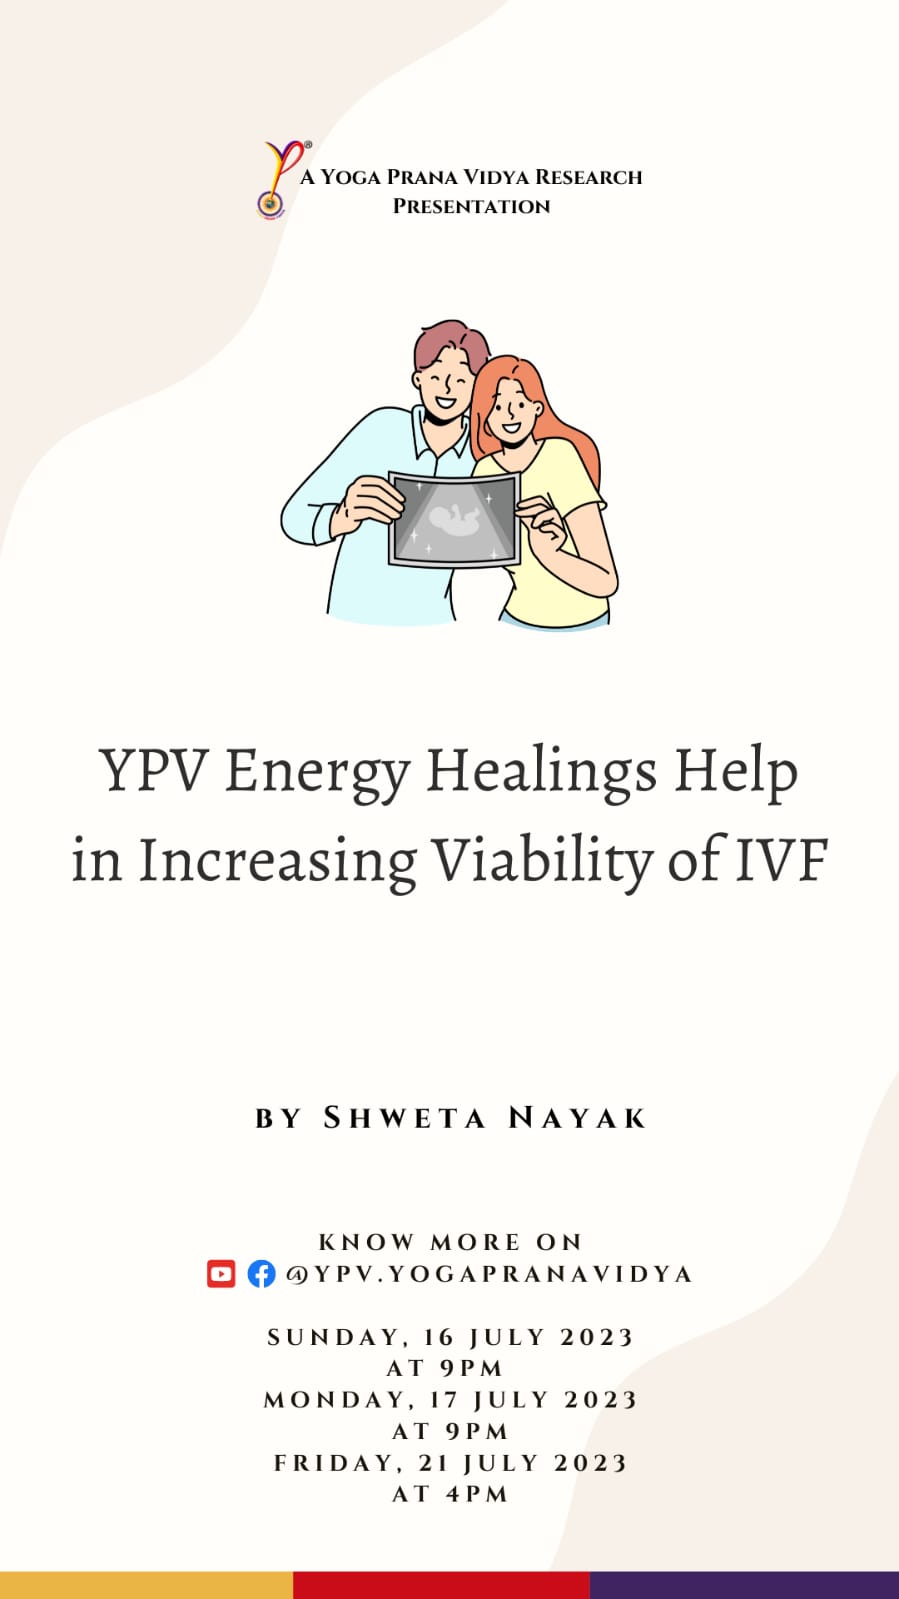 ®
A Yoga Prana Vidya Research
Presentation
YPV Energy Healings Help
in Increasing Viability of IVF
by Shweta Nayak
KNOW MORE ON
@YPV.YOGAPRANAVIDYA
SUNDAY, 16 JULY 2023
AT 9PM
MONDAY, 17 JULY 2023
AT 9PM
FRIDAY, 21 JULY 2023
AT 4PM